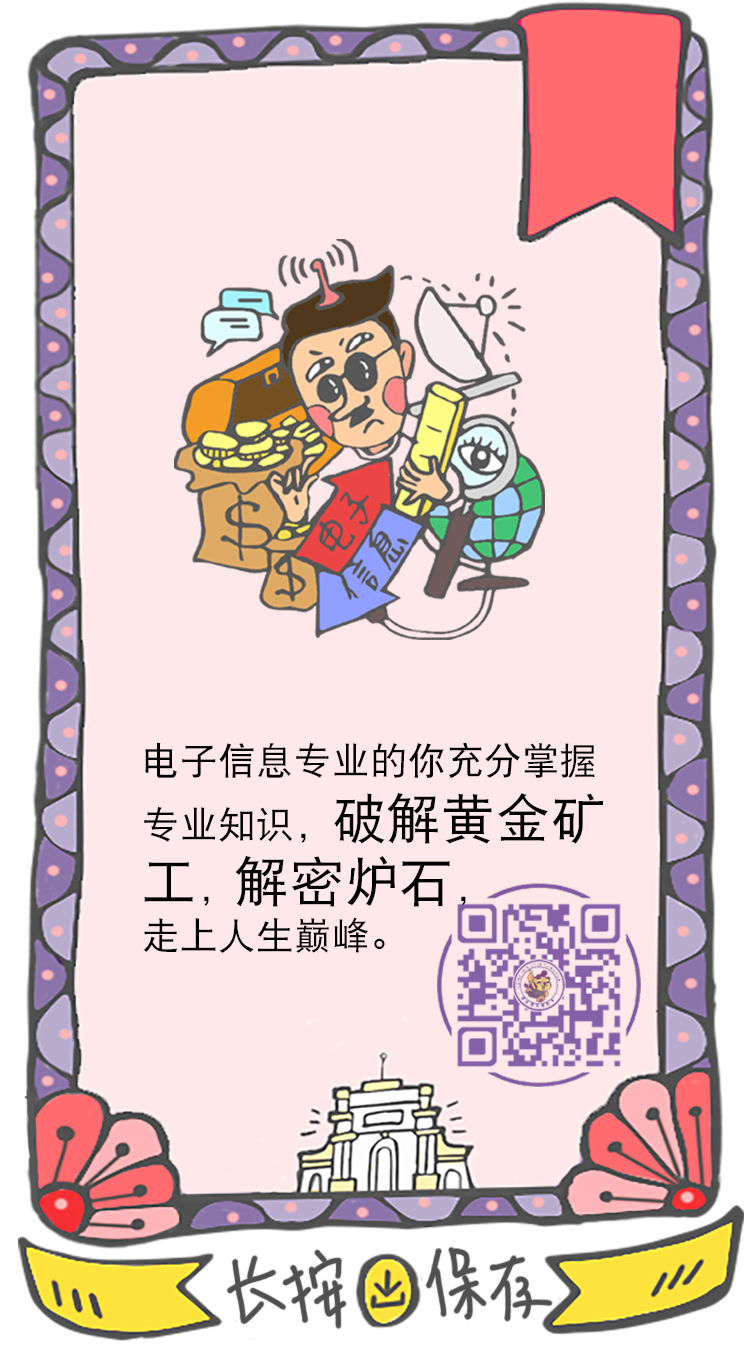 电子
信息
电子信息专业的你充分掌握
专业知识，破解黄金矿
工，解密炉石，
走上人生巅峰。
长按 保存